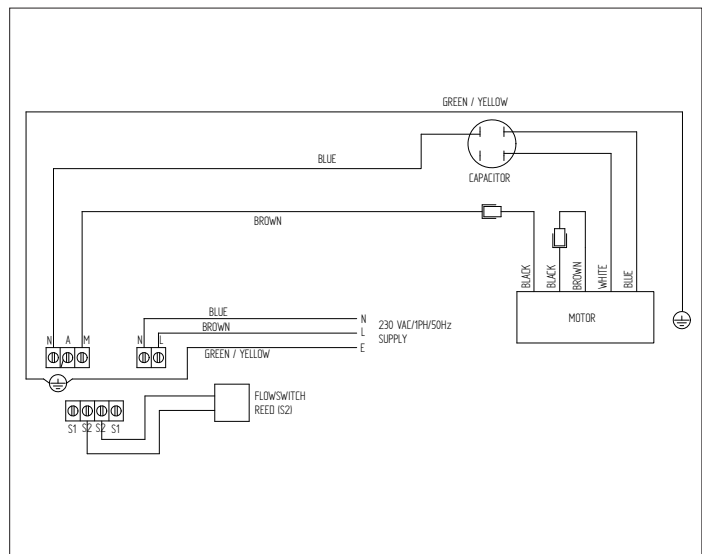 GREEN / YELLOW
BLUE
CAPACITOR
BROWN
BLACK
BLACK
BROWN
WHITE
BLUE
MOTOR
BLUE
BROWN
GREEN / YELLOW
N
L
E
230 VAC/1PH/50Hz
SUPPLY
N A M
N L
FLOWSWITCH
REED (S2)
S1 S2 S2 S1